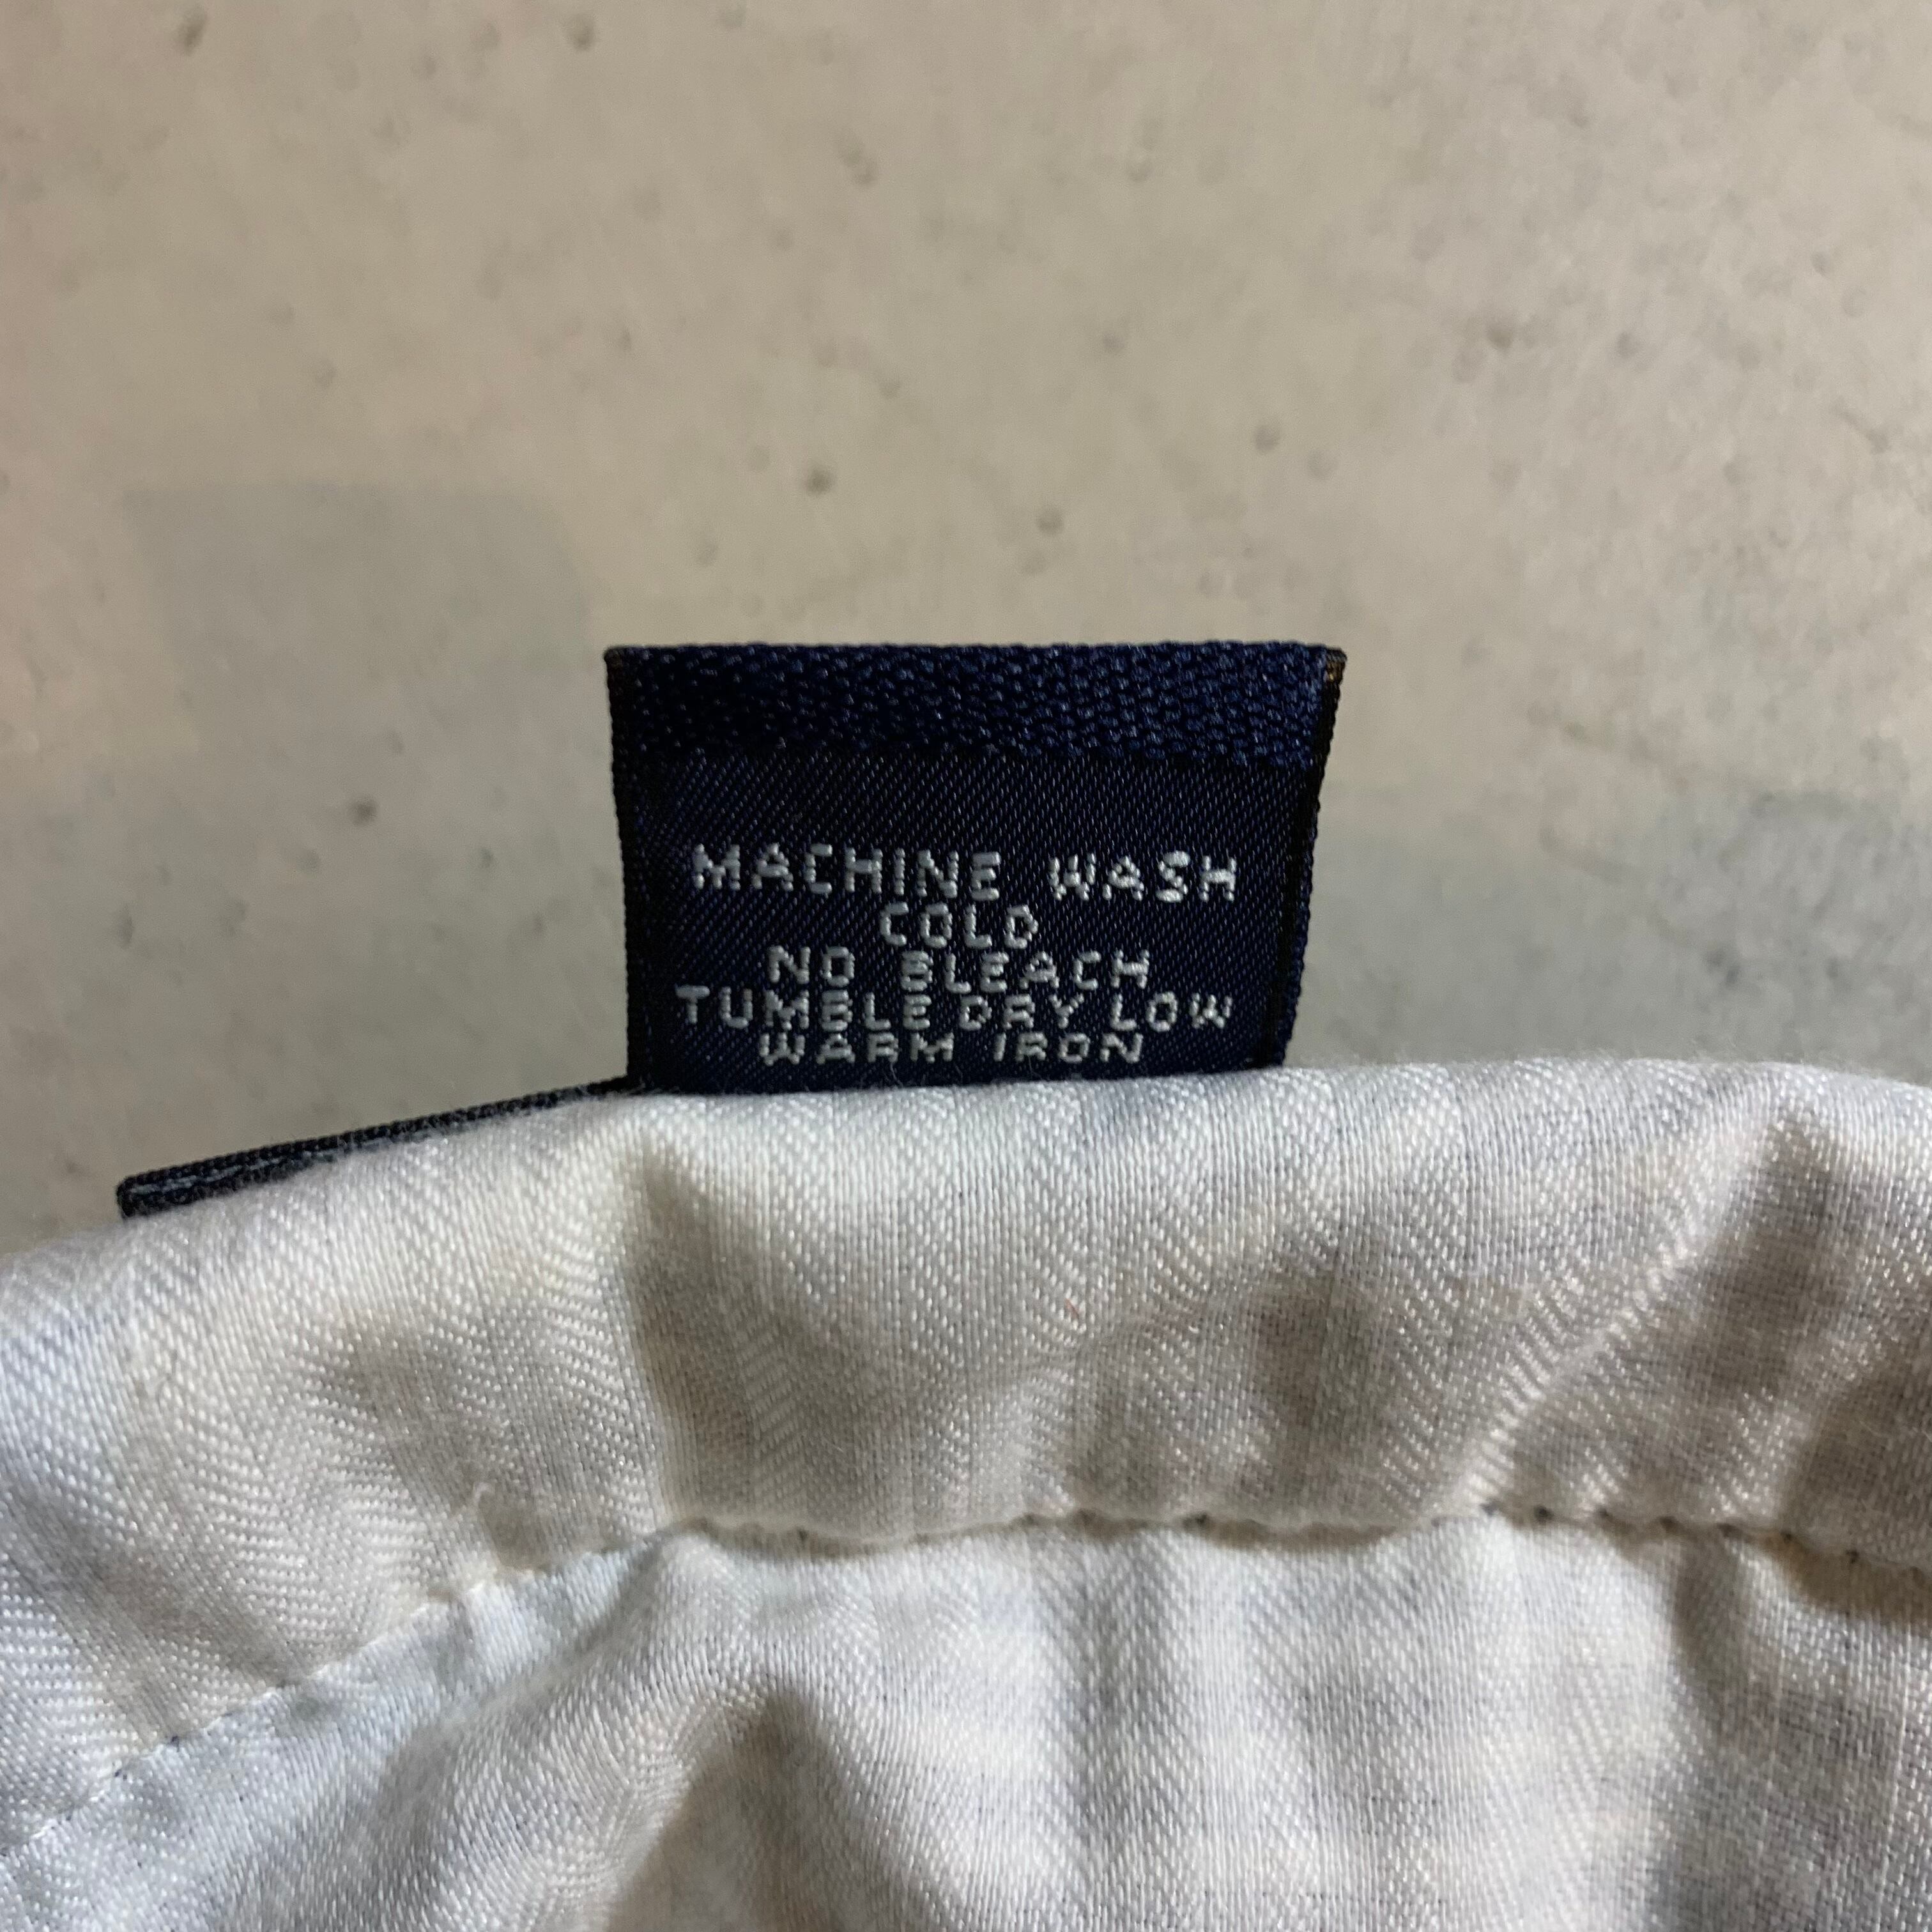 MACHINE WASH
COLD
NO BLEACH
TUMBLE DRY LOW
WARM IRON